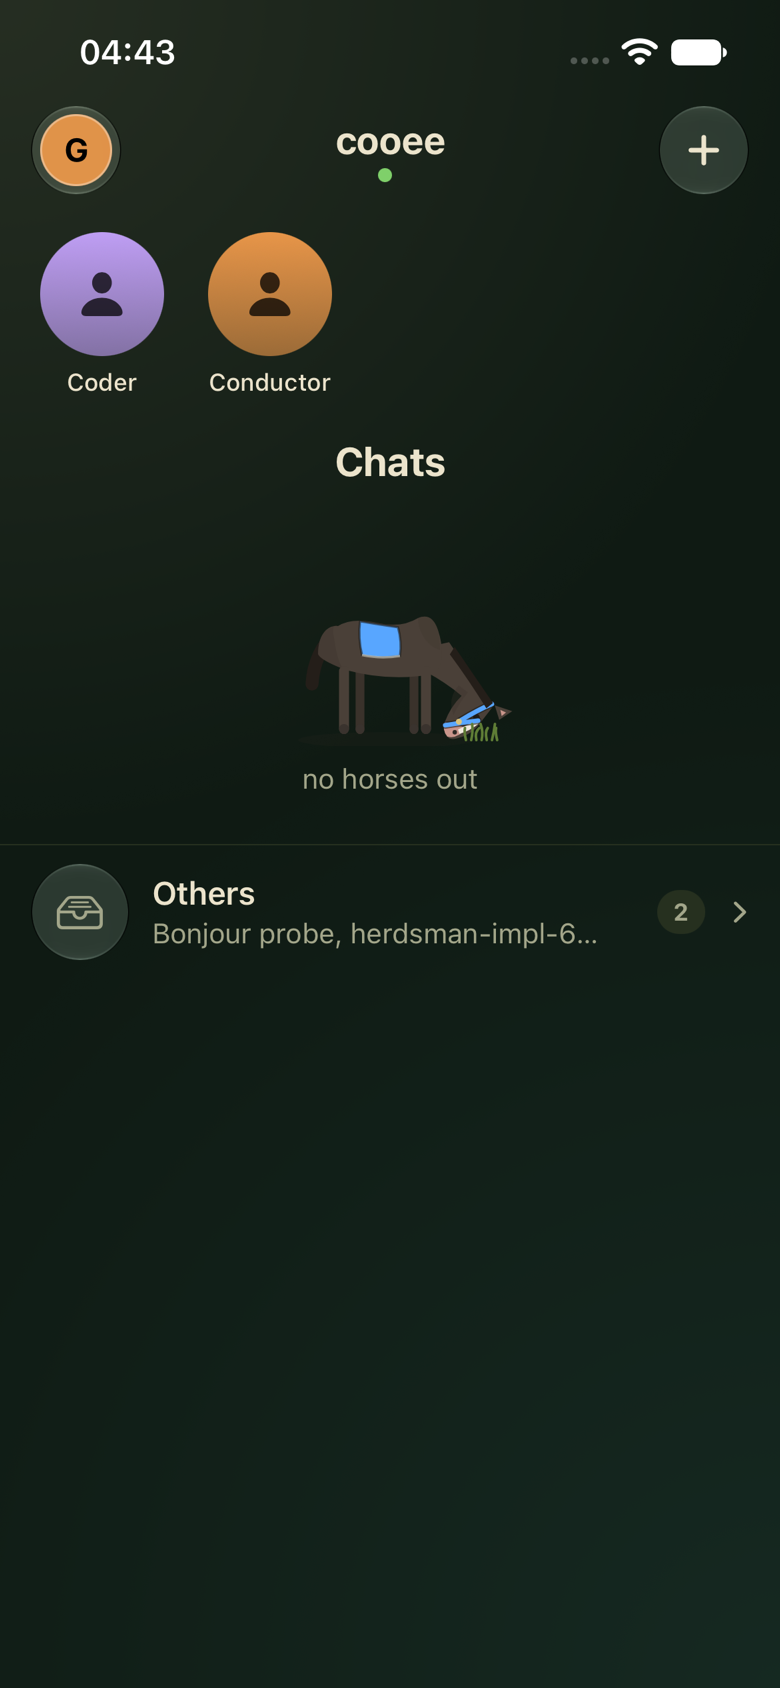 04:43
G
cooee
Coder
Conductor
Chats
no horses out
Others
Bonjour probe, herdsman-impl-6...
2